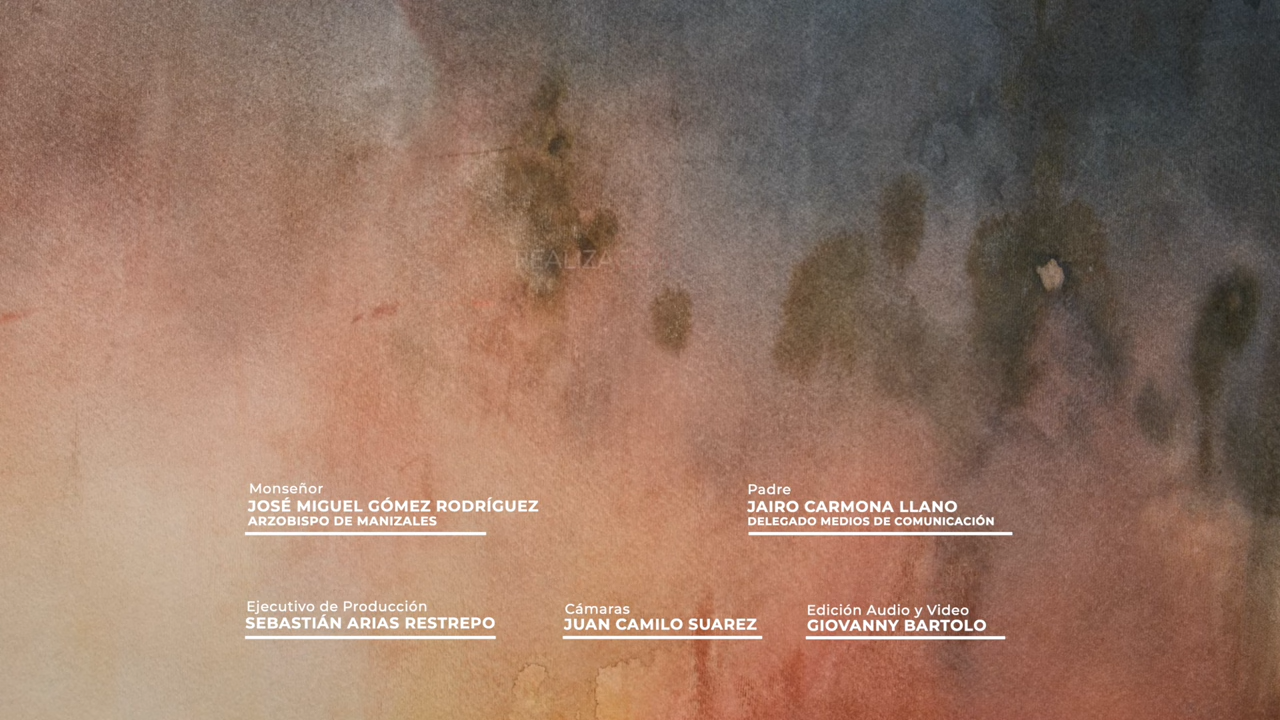 REALIZA
Monseñor
JOSÉ MIGUEL GÓMEZ RODRÍGUEZ
ARZOBISPO DE MANIZALES
Padre
JAIRO CARMONA LLANO
DELEGADO MEDIOS DE COMUNICACIÓN
Ejecutivo de Producción
SEBASTIÁN ARIAS RESTREPO
Cámaras
JUAN CAMILO SUAREZ
Edición Audio y Video
GIOVANNY BARTOLO